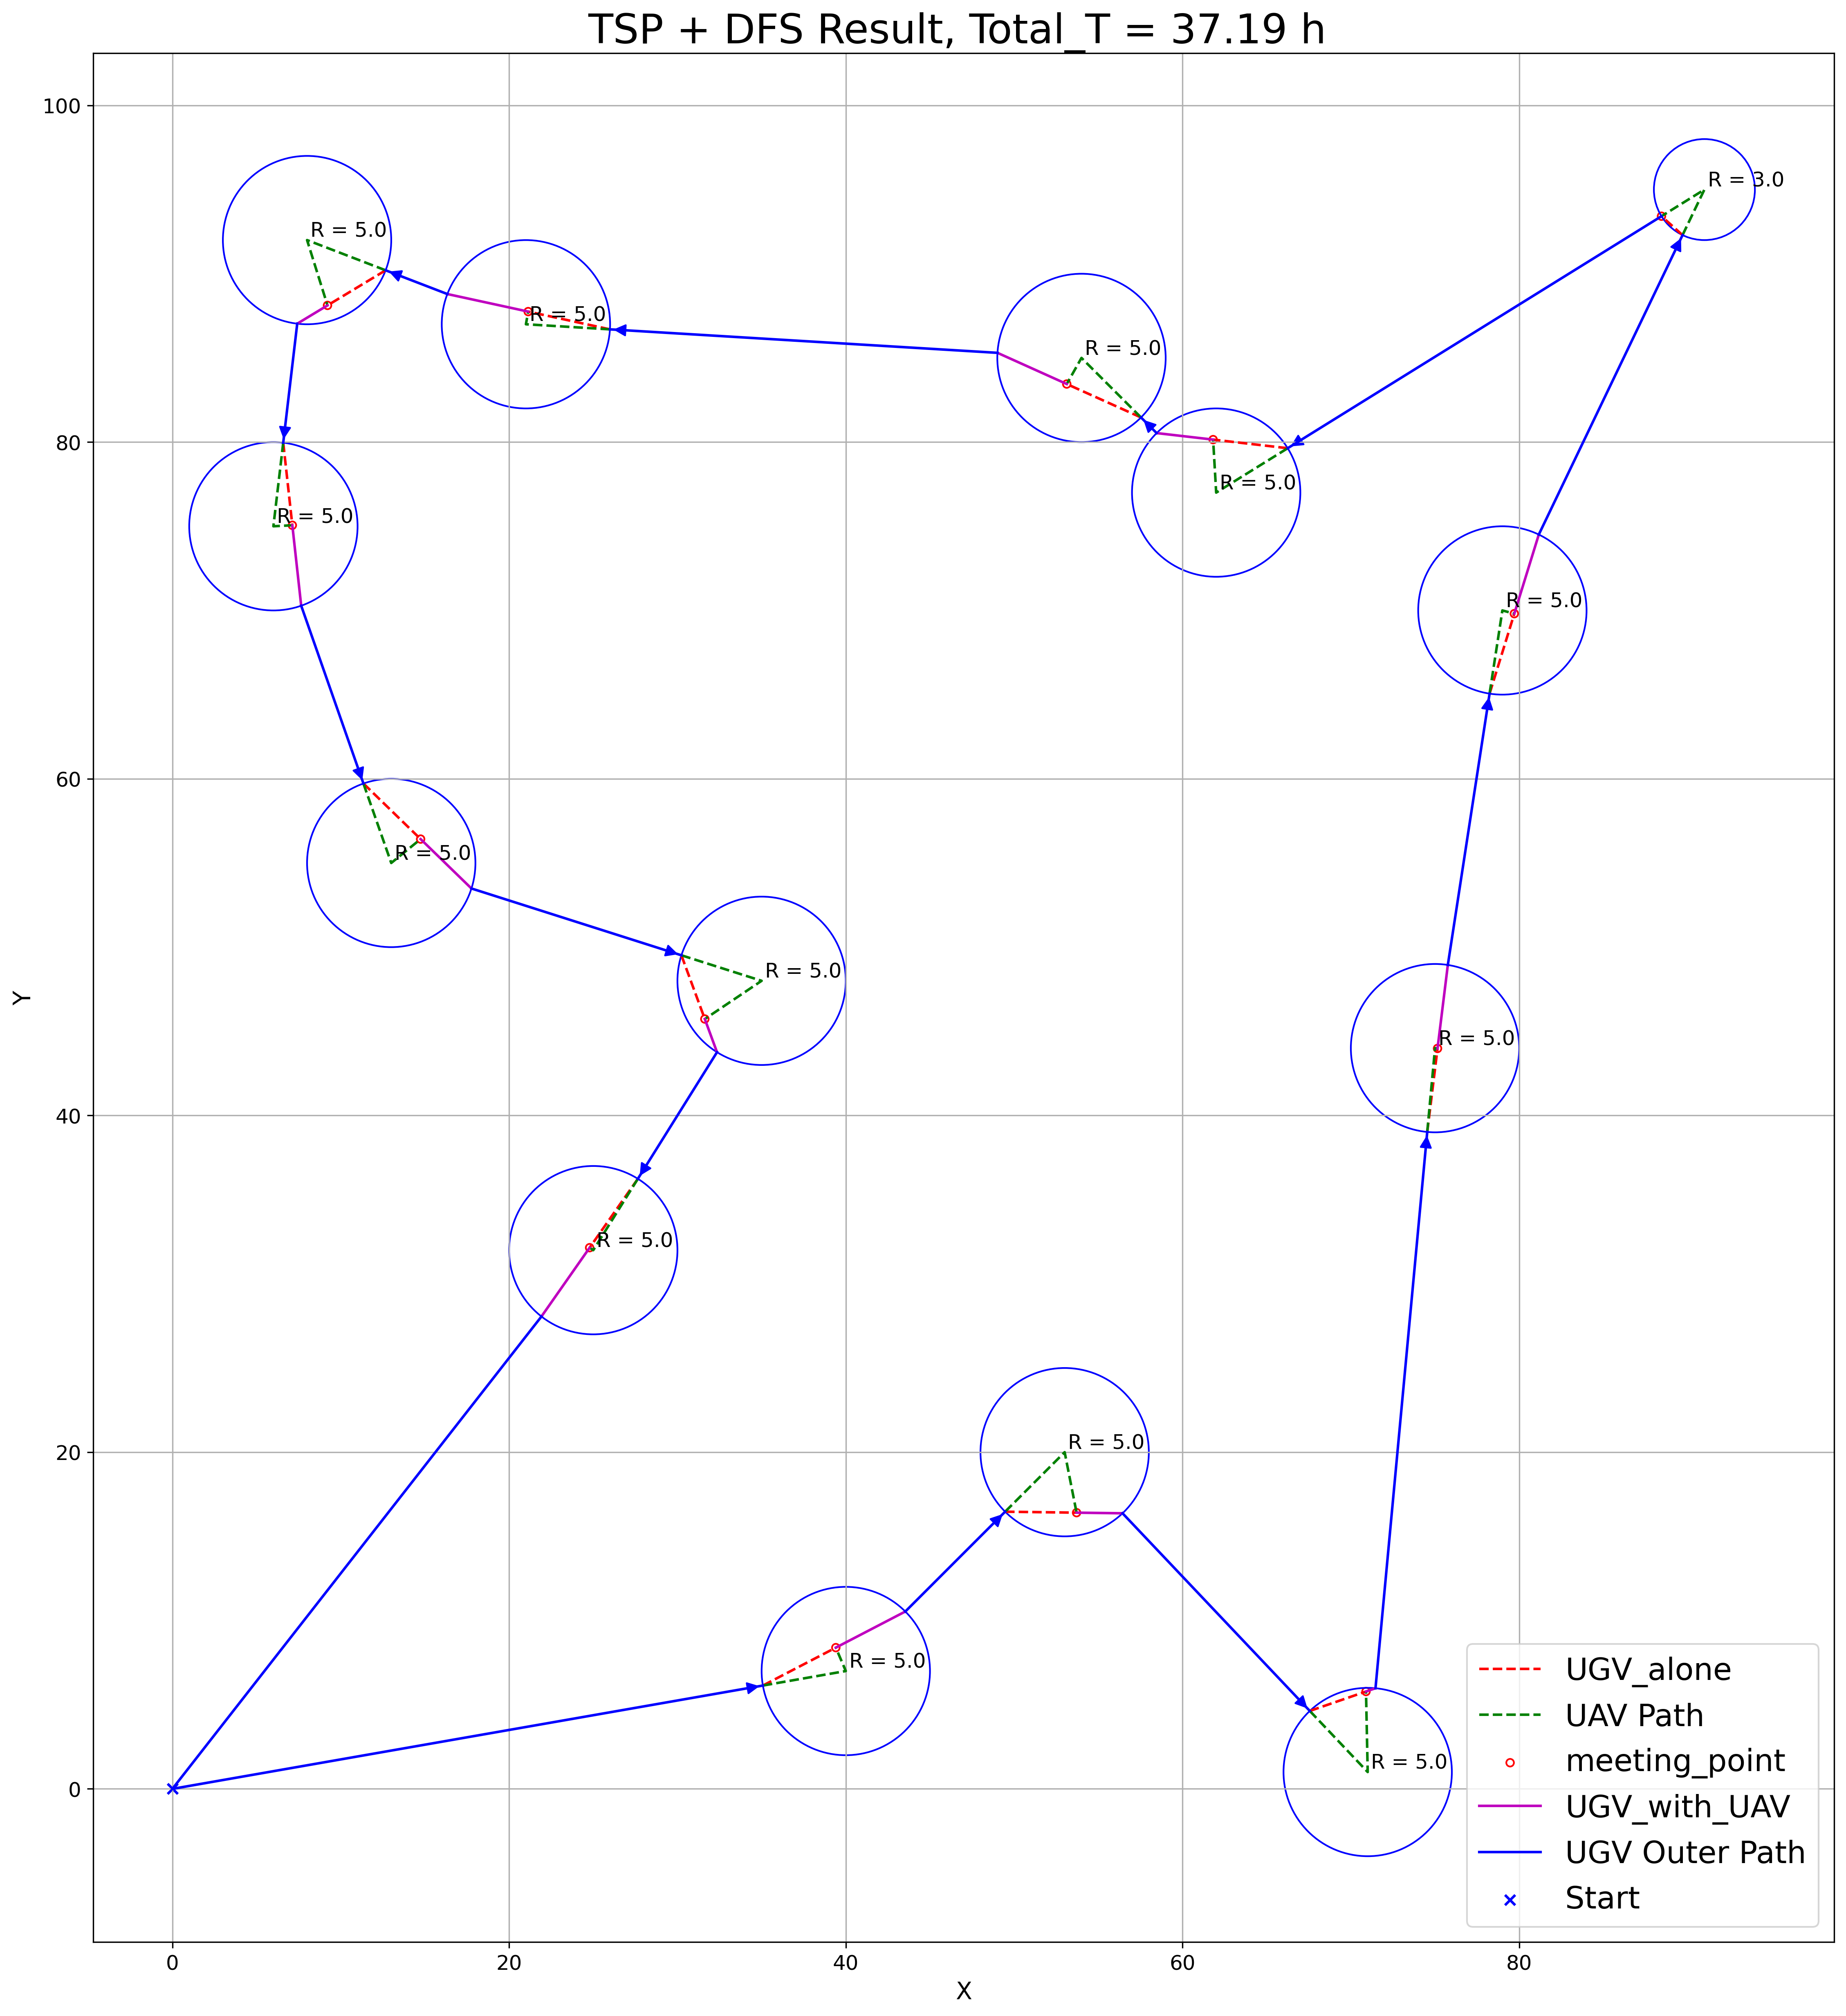 TSP + DFS Result, Total_T = 37.19 h
100
80
60
40
20
0
Y
R = 3.0
R = 5.0
R = 5.0
R = 5.0
R = 5.0
R = 5.0
R = 5.0
R = 5.0
R = 5.0
R = 5.0
R = 5.0
R = 5.0
R = 5.0
R = 5.0
R = 5.0
UGV_alone
UAV Path
meeting_point
UGV_with_UAV
UGV Outer Path
Start
0
20
40
60
80
X